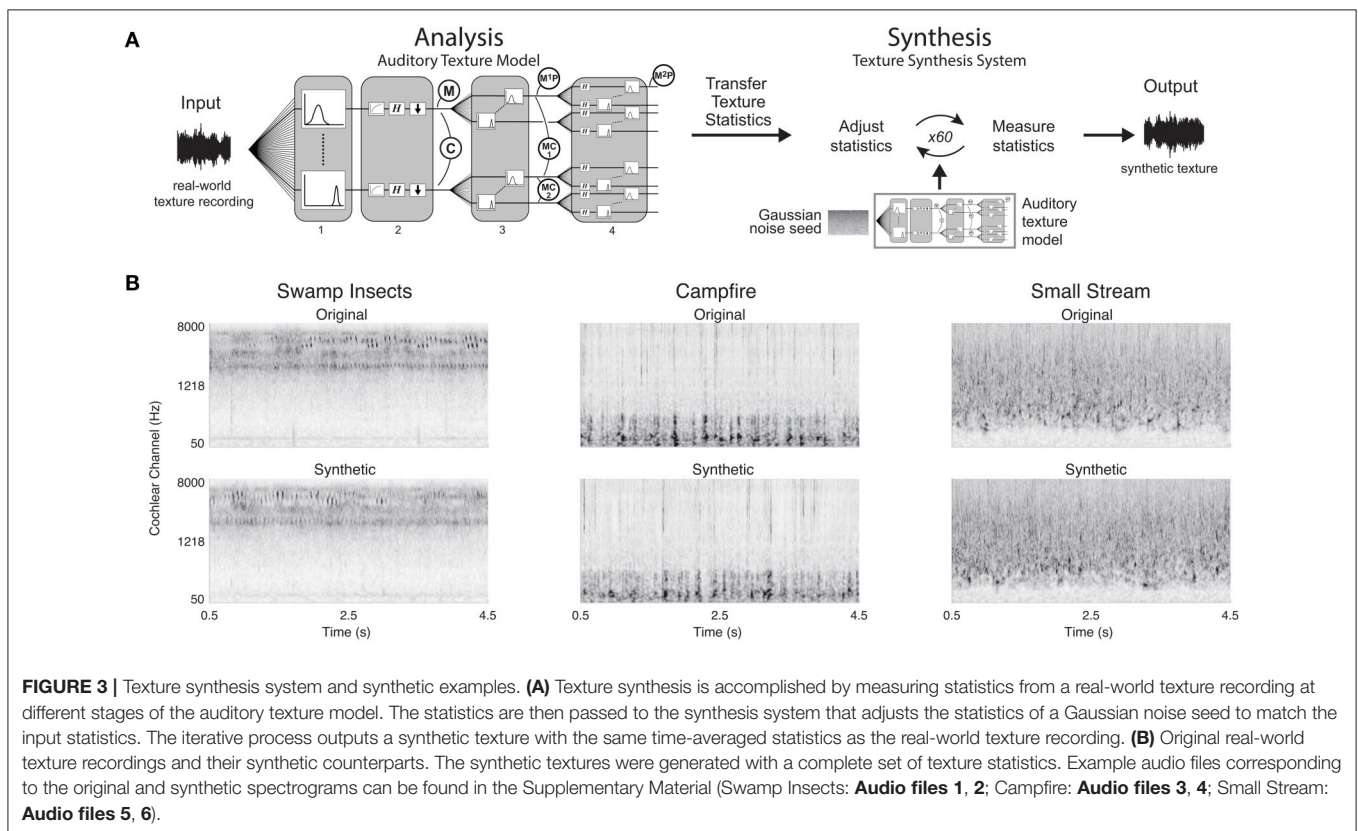 A
Analysis
Auditory Texture Model
Synthesis
Texture Synthesis System
Input
real-world
texture recording
H
H
M
C
M¹P
MC
1
MC
2
M²P
H
H
H
H
H
H
H
H
1
2
3
4
Transfer
Texture
Statistics
Adjust
statistics
x60
Measure
statistics
Output
synthetic texture
Gaussian
noise seed
Auditory
texture
model
B
Swamp Insects
Original
Campfire
Original
Small Stream
Original
8000
1218
50
Cochlear Channel (Hz)
Synthetic
Synthetic
Synthetic
8000
1218
50
0.5 2.5 4.5
Time (s)
0.5 2.5 4.5
Time (s)
0.5 2.5 4.5
Time (s)
FIGURE 3 | Texture synthesis system and synthetic examples. (A) Texture synthesis is accomplished by measuring statistics from a real-world texture recording at
different stages of the auditory texture model. The statistics are then passed to the synthesis system that adjusts the statistics of a Gaussian noise seed to match the
input statistics. The iterative process outputs a synthetic texture with the same time-averaged statistics as the real-world texture recording. (B) Original real-world
texture recordings and their synthetic counterparts. The synthetic textures were generated with a complete set of texture statistics. Example audio files corresponding
to the original and synthetic spectrograms can be found in the Supplementary Material (Swamp Insects: Audio files 1, 2; Campfire: Audio files 3, 4; Small Stream:
Audio files 5, 6).